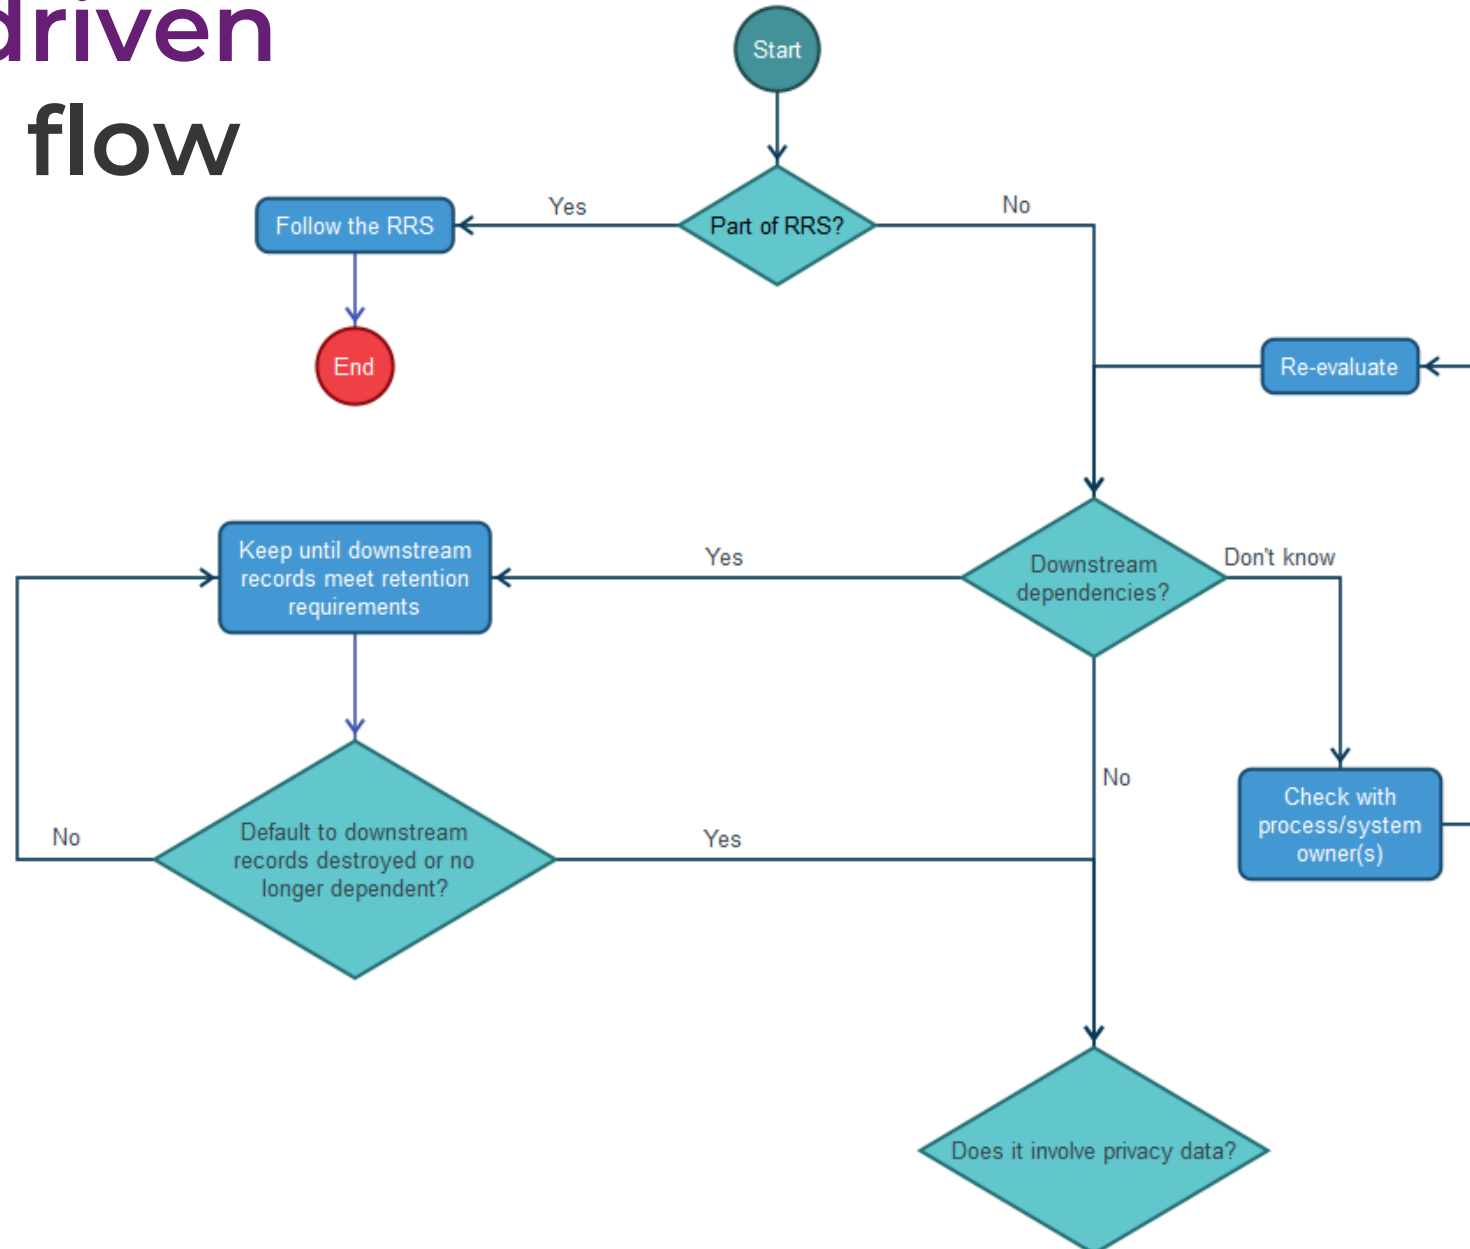 driven
flow
Start
Part of RRS?
Yes
No
Follow the RRS
End
Re-evaluate
Keep until downstream
records meet retention
requirements
Yes
Downstream
dependencies?
Don't know
No
Check with
process/system
owner(s)
No
Default to downstream
records destroyed or no
longer dependent?
Yes
Does it involve privacy data?